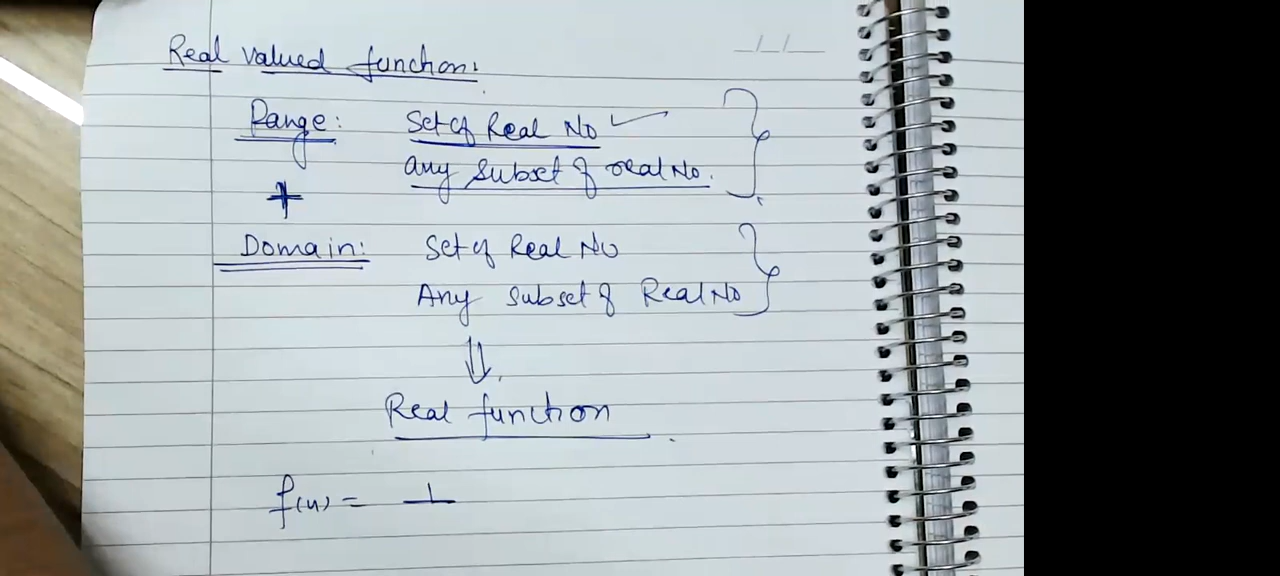 Real valued function:
Range: Set of Real No ✓
any subset of real No.
+
Domain: Set of Real No
Any subset of Real No
⇓
Real function
f(x) = 1